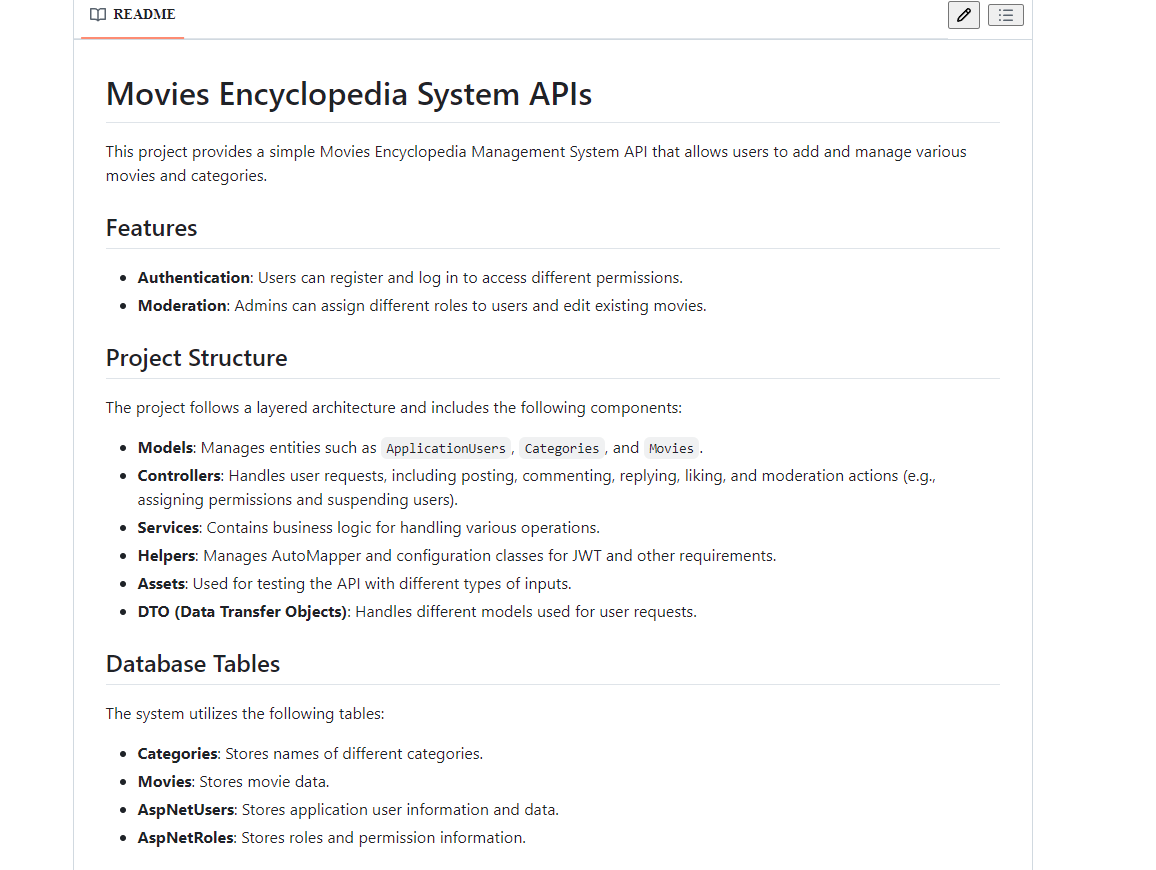 README
Movies Encyclopedia System APIs
This project provides a simple Movies Encyclopedia Management System API that allows users to add and manage various
movies and categories.
Features
• Authentication: Users can register and log in to access different permissions.
• Moderation: Admins can assign different roles to users and edit existing movies.
Project Structure
The project follows a layered architecture and includes the following components:
• Models: Manages entities such as ApplicationUsers, Categories, and Movies.
• Controllers: Handles user requests, including posting, commenting, replying, liking, and moderation actions (e.g.,
assigning permissions and suspending users).
• Services: Contains business logic for handling various operations.
• Helpers: Manages AutoMapper and configuration classes for JWT and other requirements.
• Assets: Used for testing the API with different types of inputs.
• DTO (Data Transfer Objects): Handles different models used for user requests.
Database Tables
The system utilizes the following tables:
• Categories: Stores names of different categories.
• Movies: Stores movie data.
• AspNetUsers: Stores application user information and data.
• AspNetRoles: Stores roles and permission information.